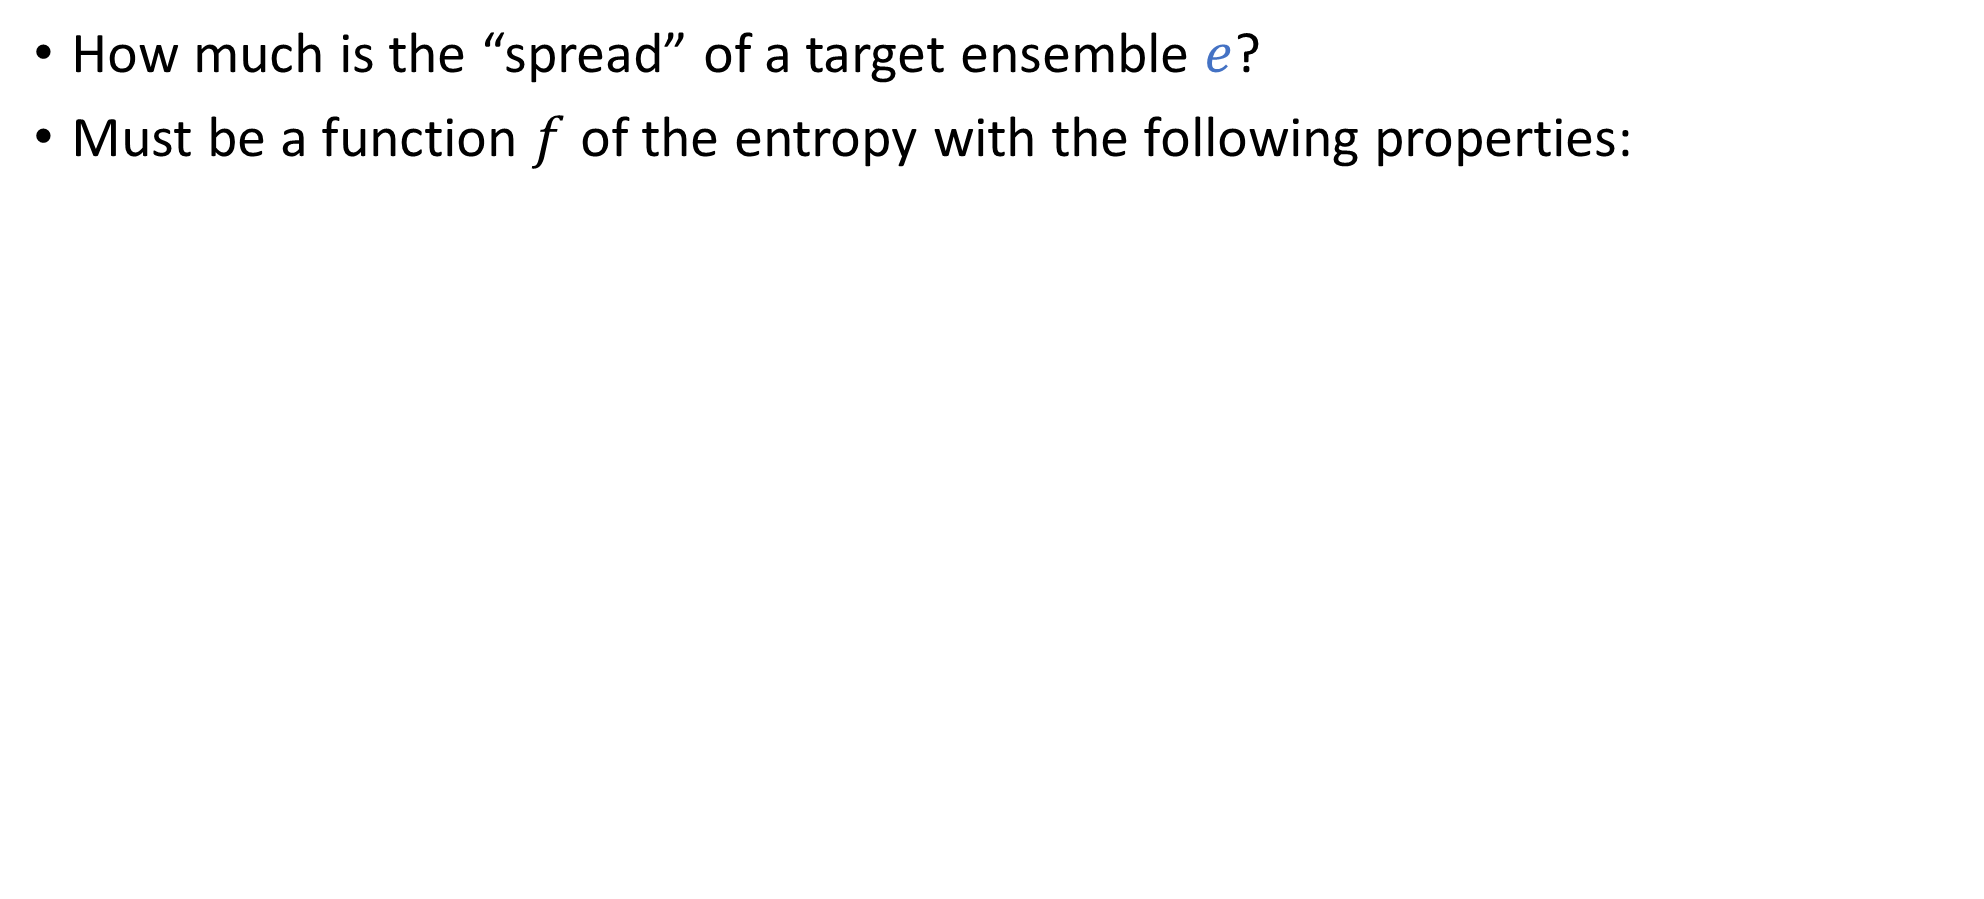 • How much is the “spread” of a target ensemble 𝑒?
• Must be a function 𝑓 of the entropy with the following properties: